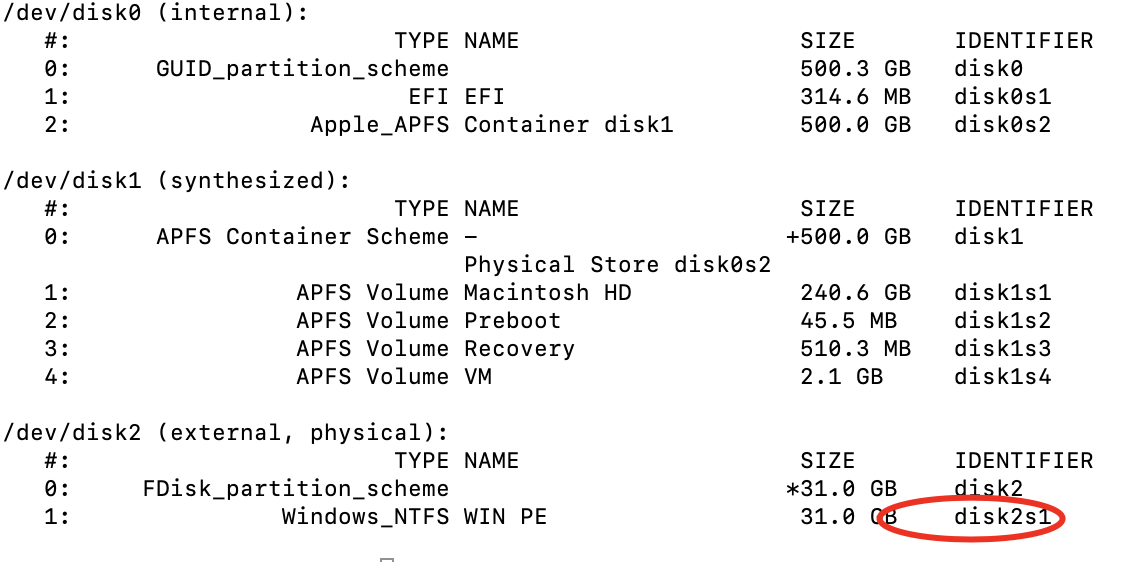 /dev/disk0 (internal):
#: TYPE NAME SIZE IDENTIFIER
0: GUID_partition_scheme 500.3 GB disk0
1: EFI EFI 314.6 MB disk0s1
2: Apple_APFS Container disk1 500.0 GB disk0s2
/dev/disk1 (synthesized):
#: TYPE NAME SIZE IDENTIFIER
0: APFS Container Scheme - +500.0 GB disk1
Physical Store disk0s2
1: APFS Volume Macintosh HD 240.6 GB disk1s1
2: APFS Volume Preboot 45.5 MB disk1s2
3: APFS Volume Recovery 510.3 MB disk1s3
4: APFS Volume VM 2.1 GB disk1s4
/dev/disk2 (external, physical):
#: TYPE NAME SIZE IDENTIFIER
0: FDisk_partition_scheme *31.0 GB disk2
1: Windows_NTFS WIN PE 31.0 GB disk2s1